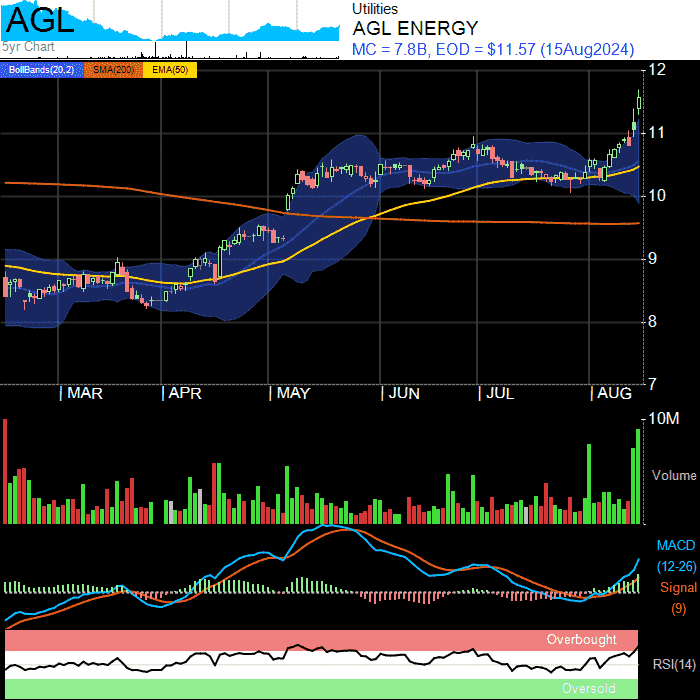 AGL
5yr Chart
Utilities
AGL ENERGY
MC = 7.8B, EOD = $11.57 (15Aug2024)
BollBands(20,2) SMA(200) EMA(50)
12
11
10
9
8
7
MAR APR MAY JUN JUL AUG
10M
Volume
MACD
(12-26)
Signal
(9)
Overbought
RSI(14)
Oversold